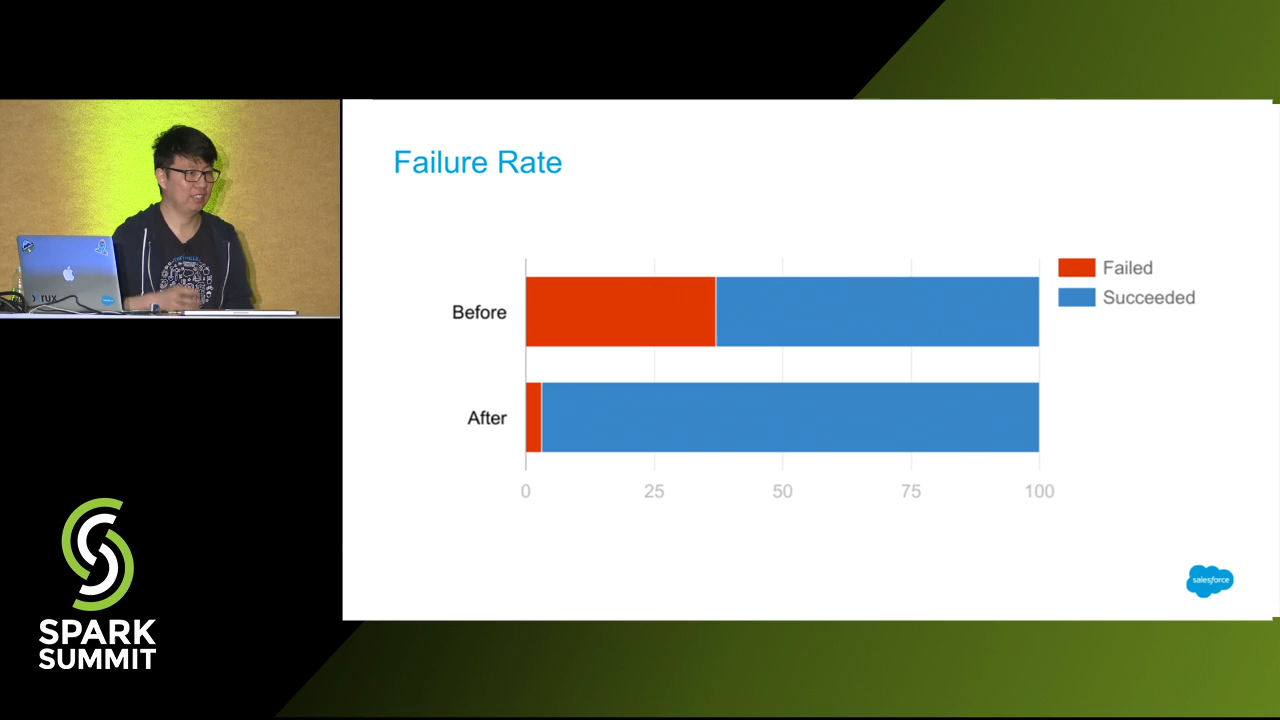 Failure Rate
Failed
Succeeded
Before
After
0 25 50 75 100
salesforce
SPARK
SUMMIT